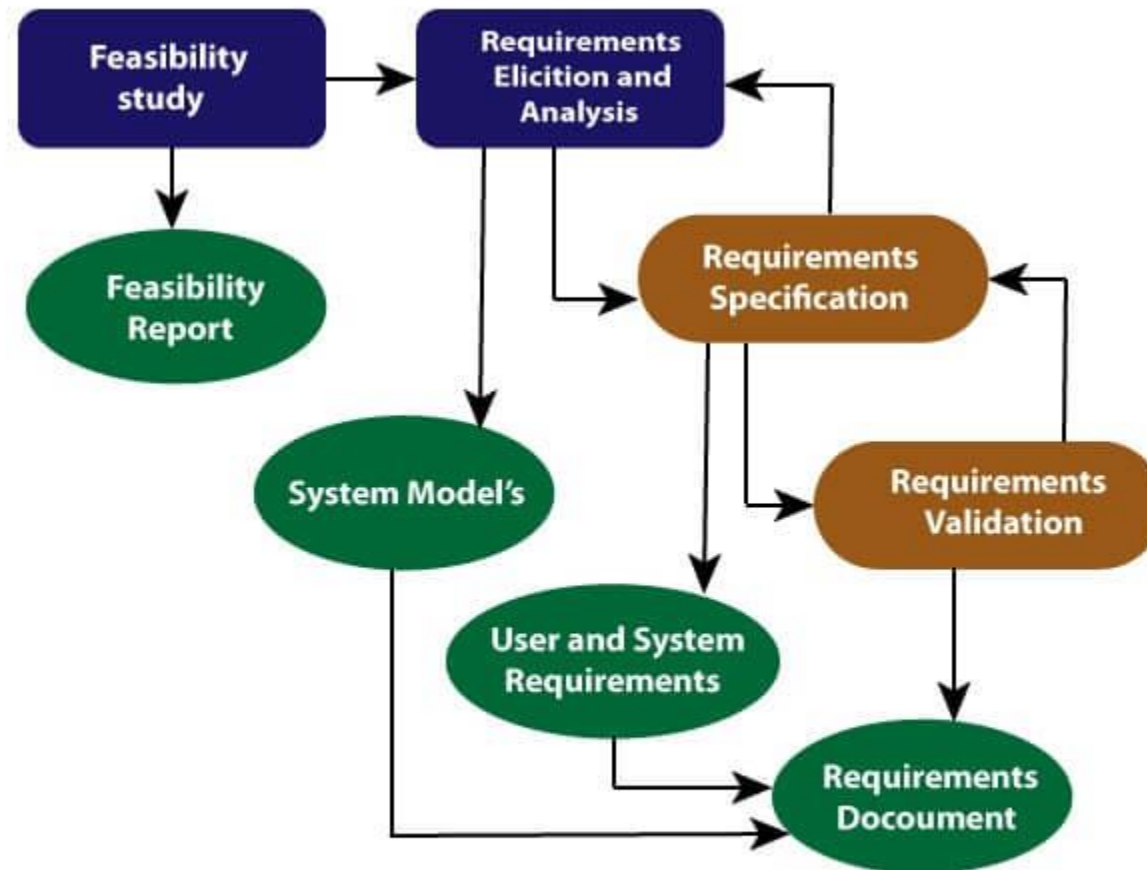 Feasibility
study
Requirements
Elicition and
Analysis
Requirements
Specification
Feasibility
Report
System Model's
Requirements
Validation
User and System
Requirements
Requirements
Docoument